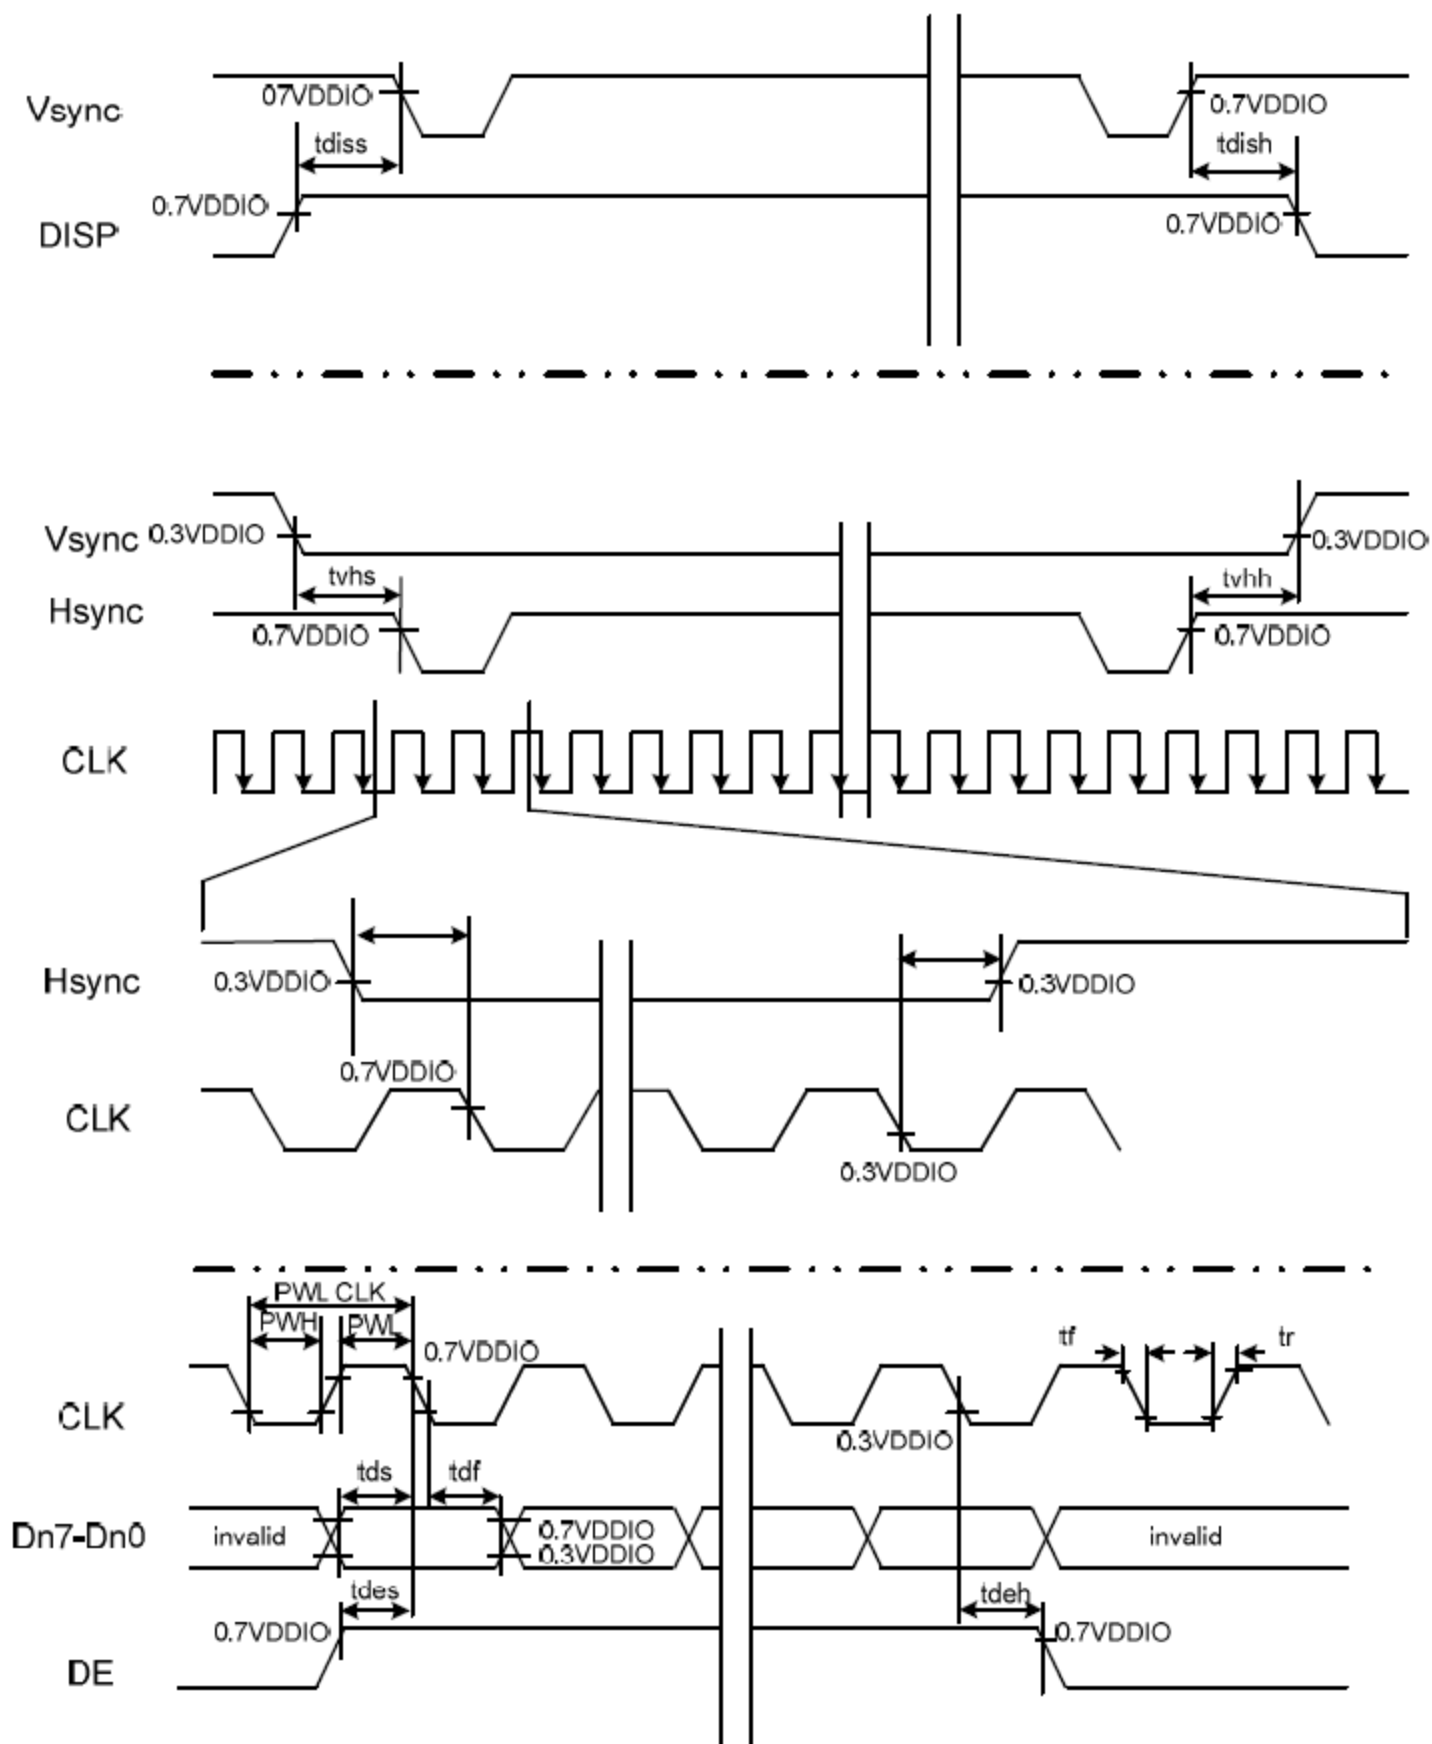 07VDDIO
Vsync
0.7VDDIO
tdiss
tdish
0.7VDDIO
0.7VDDIO
DISP
Vsync
0.3VDDIO
0.3VDDIO
tvhs
tvhh
Hsync
0.7VDDIO
0.7VDDIO
CLK
Hsync
0.3VDDIO
0.3VDDIO
0.7VDDIO
CLK
0.3VDDIO
PWL CLK
PWH
PWL
0.7VDDIO
tf
tr
CLK
0.3VDDIO
tds
tdf
Dn7-Dn0
invalid
0.7VDDIO
0.3VDDIO
invalid
tdes
tdeh
0.7VDDIO
0.7VDDIO
DE